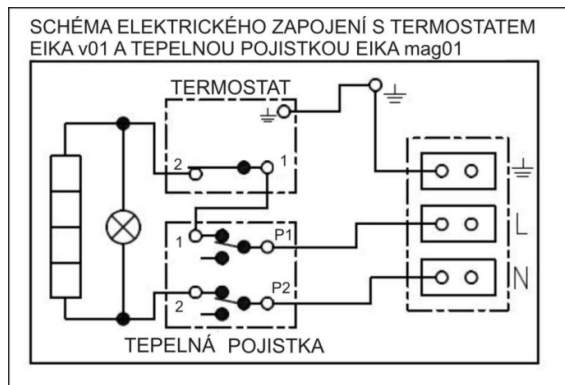 SCHÉMA ELEKTRICKÉHO ZAPOJENÍ S TERMOSTATEM
EIKA v01 A TEPELNOU POJISTKOU EIKA mag01
TERMOSTAT
2
1
1
P1
L
2
P2
N
TEPELNÁ POJISTKA